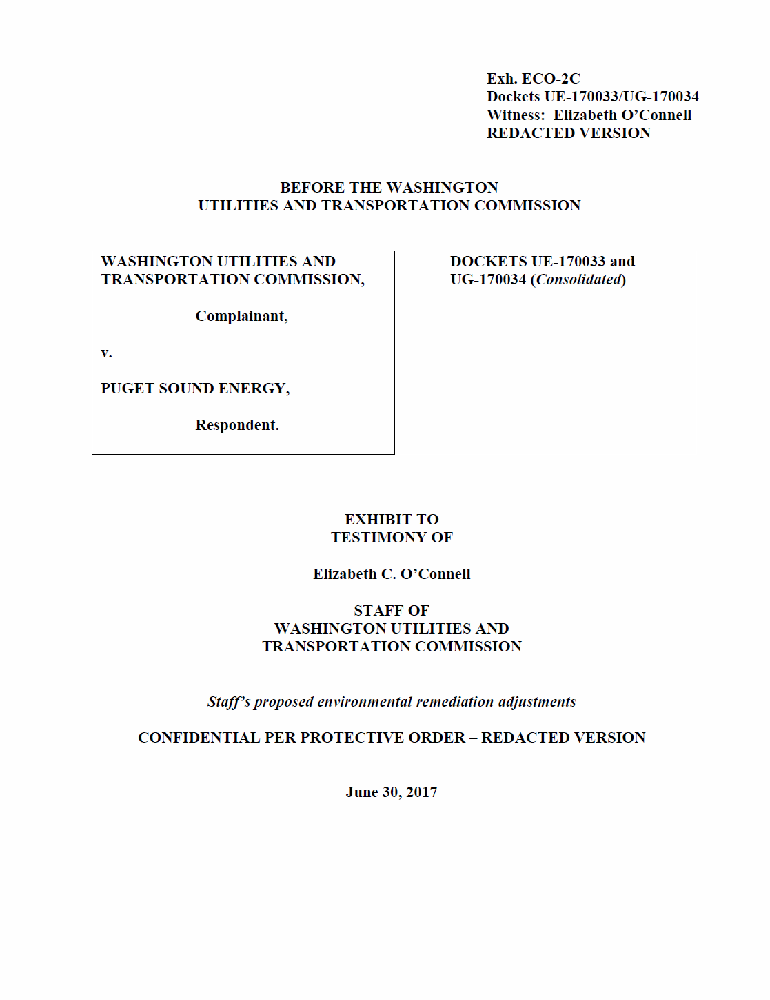 Exh. ECO-2C
Dockets UE-170033/UG-170034
Witness:  Elizabeth O’Connell
REDACTED VERSION
BEFORE THE WASHINGTON
UTILITIES AND TRANSPORTATION COMMISSION
WASHINGTON UTILITIES AND
TRANSPORTATION COMMISSION,
Complainant,
v.
PUGET SOUND ENERGY,
Respondent.
DOCKETS UE-170033 and
UG-170034 (Consolidated)
EXHIBIT TO
TESTIMONY OF
Elizabeth C. O’Connell
STAFF OF
WASHINGTON UTILITIES AND
TRANSPORTATION COMMISSION
Staff’s proposed environmental remediation adjustments
CONFIDENTIAL PER PROTECTIVE ORDER – REDACTED VERSION
June 30, 2017